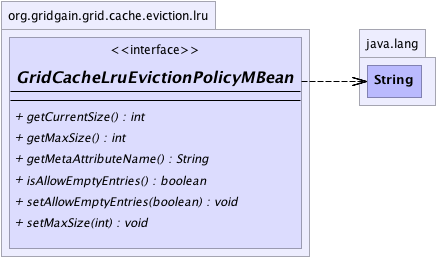 org.gridgain.grid.cache.eviction.lru
<<interface>>
GridCacheLruEvictionPolicyMBean
+ getCurrentSize() : int
+ getMaxSize() : int
+ getMetaAttributeName() : String
+ isAllowEmptyEntries() : boolean
+ setAllowEmptyEntries(boolean) : void
+ setMaxSize(int) : void
java.lang
String